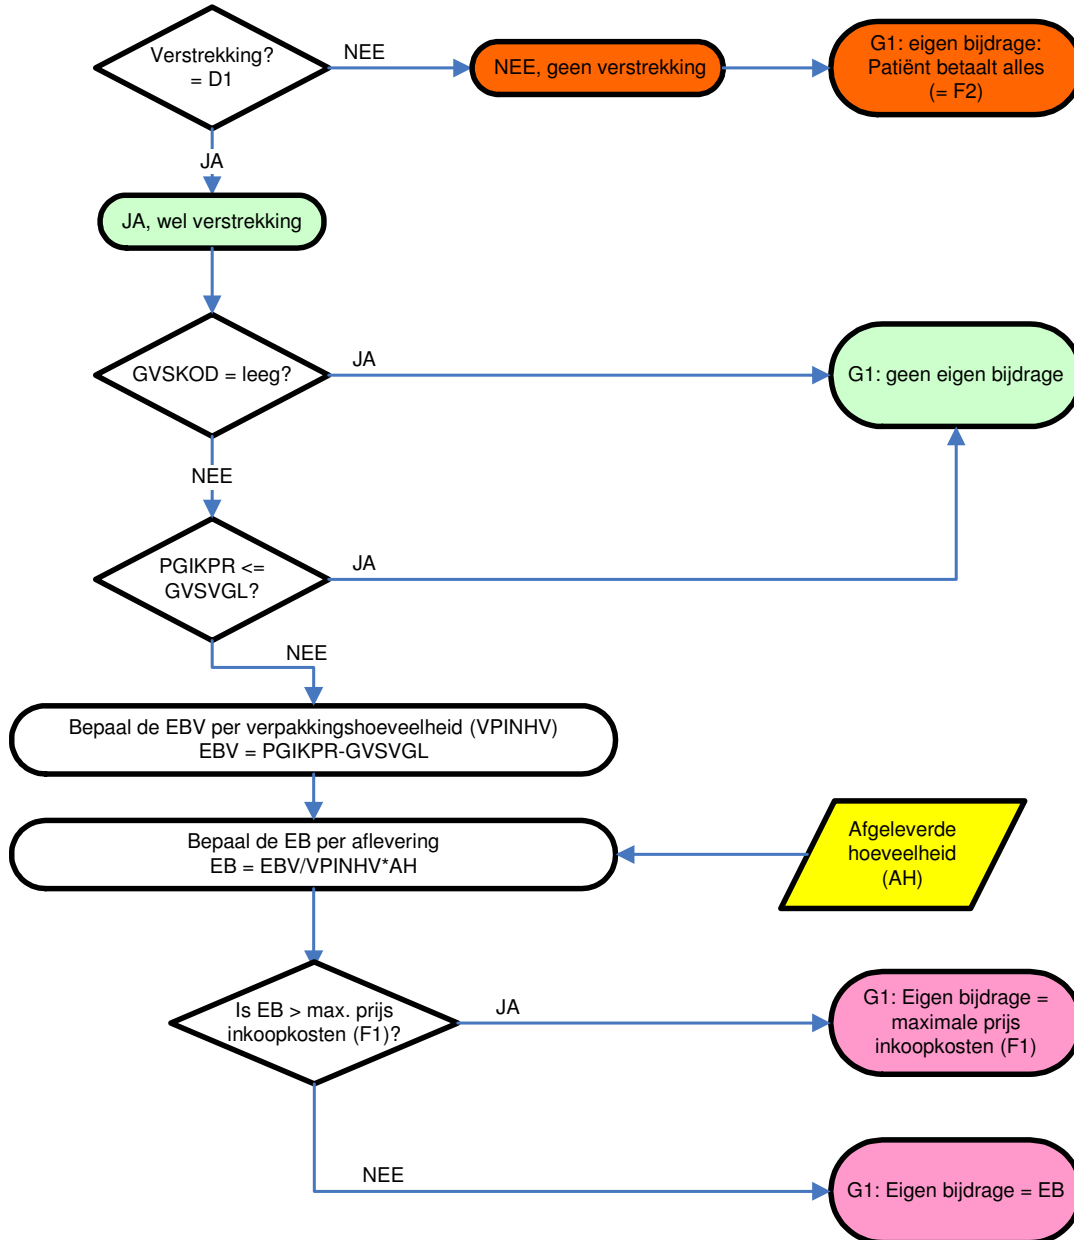 Verstrekking?
= D1
NEE
NEE, geen verstrekking
G1: eigen bijdrage:
Patiënt betaalt alles
(= F2)
JA
JA, wel verstrekking
GVSKOD = leeg?
JA
G1: geen eigen bijdrage
NEE
PGIKPR <=
GVSVGL?
JA
NEE
Bepaal de EBV per verpakkingshoeveelheid (VPINHV)
EBV = PGIKPR-GVSVGL
Bepaal de EB per aflevering
EB = EBV/VPINHV*AH
Afgeleverde
hoeveelheid
(AH)
Is EB > max. prijs
inkoopkosten (F1)?
JA
G1: Eigen bijdrage =
maximale prijs
inkoopkosten (F1)
NEE
G1: Eigen bijdrage = EB